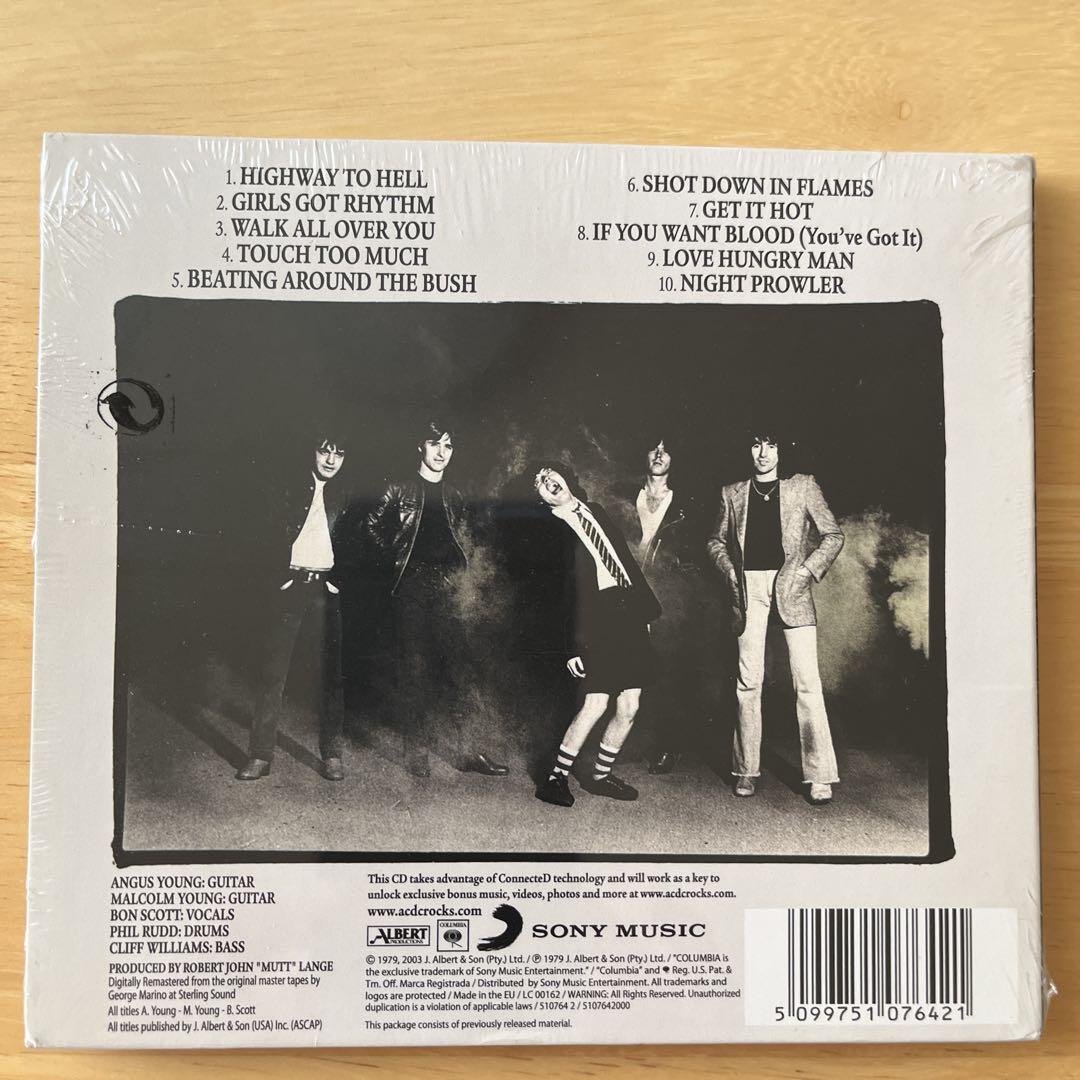 1. HIGHWAY TO HELL
2. GIRLS GOT RHYTHM
3. WALK ALL OVER YOU
4. TOUCH TOO MUCH
5. BEATING AROUND THE BUSH
6. SHOT DOWN IN FLAMES
7. GET IT HOT
8. IF YOU WANT BLOOD (You've Got It)
9. LOVE HUNGRY MAN
10. NIGHT PROWLER
ANGUS YOUNG: GUITAR
MALCOLM YOUNG: GUITAR
BON SCOTT: VOCALS
PHIL RUDD: DRUMS
CLIFF WILLIAMS: BASS
PRODUCED BY ROBERT JOHN "MUTT" LANGE
Digitally Remastered from the original master tapes by
George Marino at Sterling Sound
All titles A. Young - M. Young - B. Scott
All titles published by J. Albert & Son (USA) Inc. (ASCAP)
This CD takes advantage of ConnecteD technology and will work as a key to
unlock exclusive bonus music, videos, photos and more at www.acdcrocks.com.
www.acdcrocks.com
ALBERT
PRODUCTIONS
COLUMBIA
SONY MUSIC
© 1979, 2003 J. Albert & Son (Pty.) Ltd. / ℗ 1979 J. Albert & Son (Pty.) Ltd. / "COLUMBIA is
the exclusive trademark of Sony Music Entertainment." / "Columbia" and Reg. U.S. Pat. &
Tm. Off. Marca Registrada / Distributed by Sony Music Entertainment. All trademarks and
logos are protected / Made in the EU / LC 00162 / WARNING: All Rights Reserved. Unauthorized
duplication is a violation of applicable laws / 510764 2 / 5107642000
This package consists of previously released material.
5 099751 076421